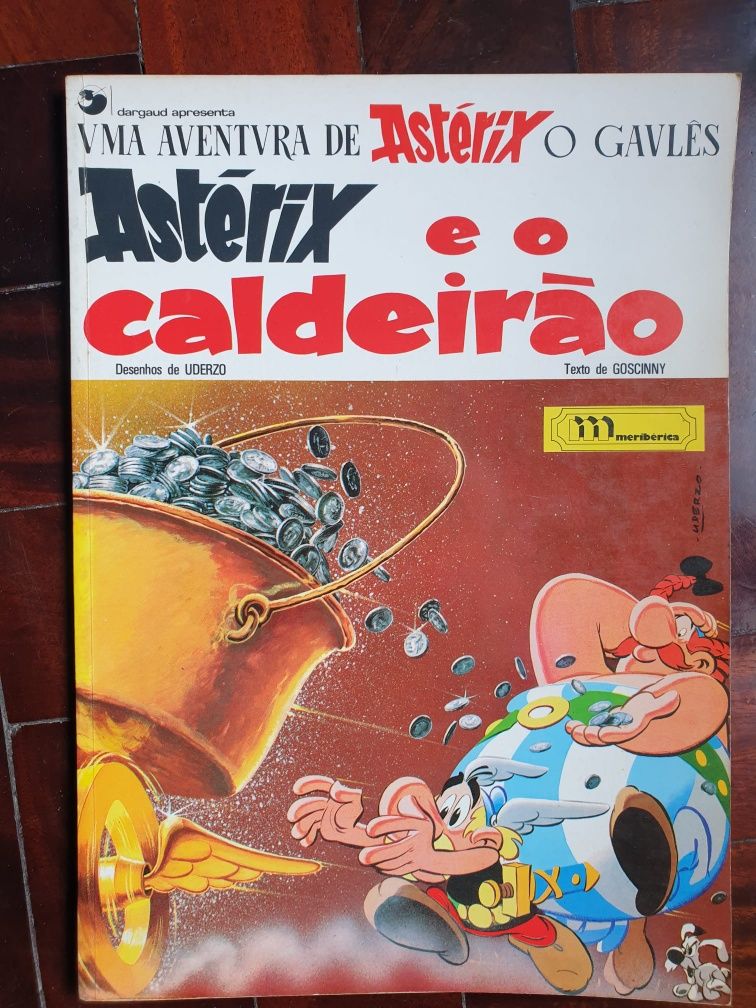 dargaud apresenta
VMA AVENTVRA DE Astérix O GAVLÊS
Astérix e o
caldeirão
Desenhos de UDERZO Texto de GOSCINNY
m meribérica
UDERZO